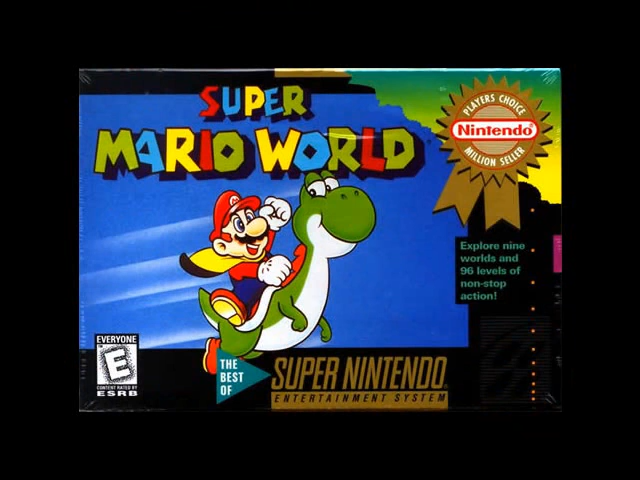 SUPER
MARIO WORLD
PLAYERS CHOICE
Nintendo
MILLION SELLER
Explore nine
worlds and
96 levels of
non-stop
action!
EVERYONE
E
CONTENT RATED BY
ESRB
THE
BEST
OF
SUPER NINTENDO
ENTERTAINMENT SYSTEM